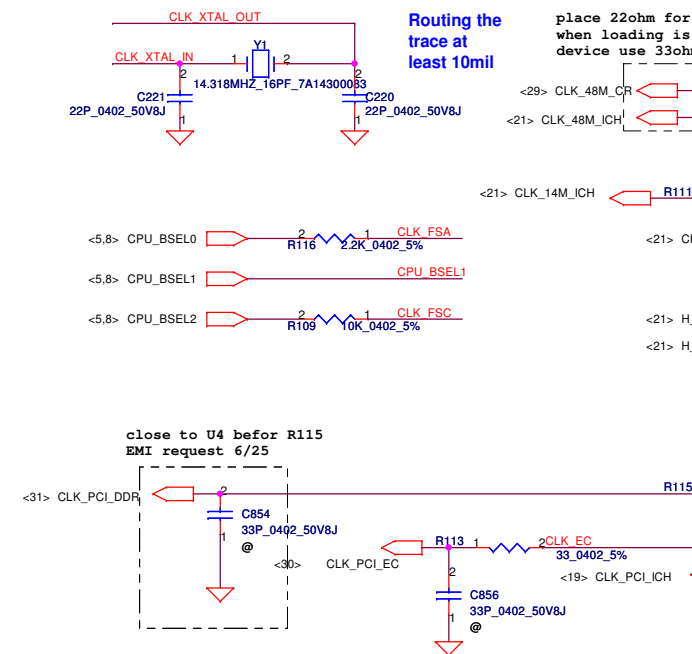 CLK_XTAL_OUT
Routing the
trace at
least 10mil
place 22ohm for
when loading is
device use 33ohm
CLK_XTAL_IN
1
Y1
2
14.318MHZ_16PF_7A14300083
2
C221
22P_0402_50V8J
1
2
C220
22P_0402_50V8J
1
<29> CLK_48M_CR
<21> CLK_48M_ICH
<21> CLK_14M_ICH
R111
<5,8> CPU_BSEL0
2
R116
1
2.2K_0402_5%
CLK_FSA
<5,8> CPU_BSEL1
CPU_BSEL1
<5,8> CPU_BSEL2
2
R109
1
10K_0402_5%
CLK_FSC
<21>
<21> H_
<21> H_
close to U4 befor R115
EMI request 6/25
<31> CLK_PCI_DDR
2
C854
33P_0402_50V8J
1
@
R115
<30> CLK_PCI_EC
R113
1
2
CLK_EC
33_0402_5%
<19> CLK_PCI_ICH
2
C856
33P_0402_50V8J
1
@